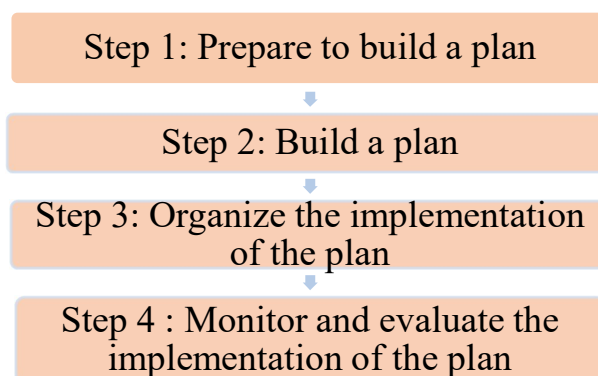 Step 1: Prepare to build a plan
Step 2: Build a plan
Step 3: Organize the implementation
of the plan
Step 4 : Monitor and evaluate the
implementation of the plan